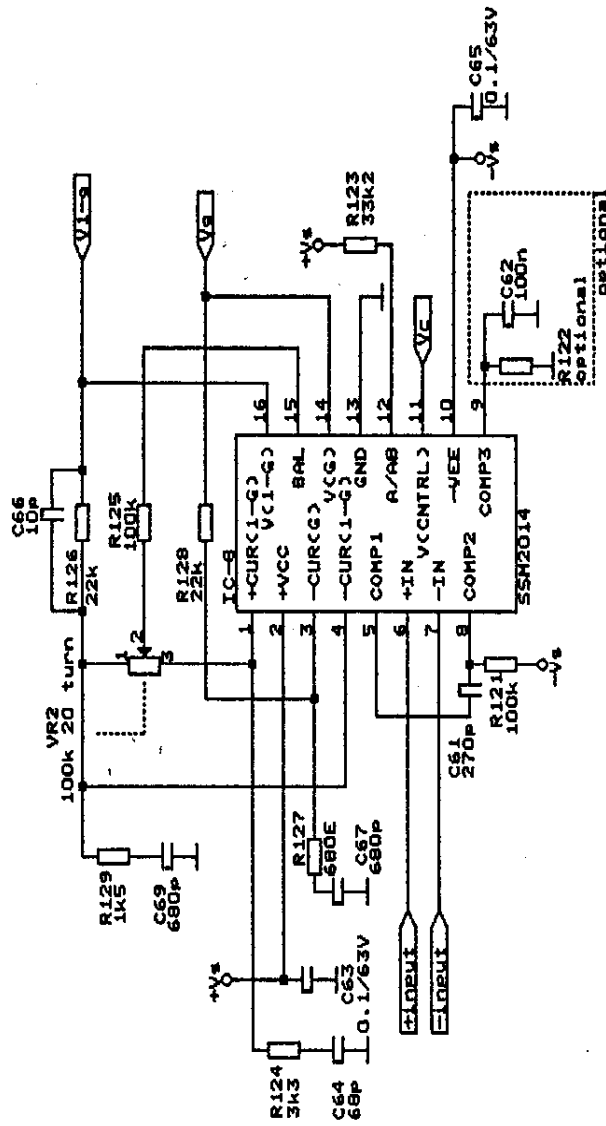 V1-g
Vg
C66
10p
R126
22k
R125
100k
R128
22k
VR2
100k 20 turn
1
2
3
R129
1k5
C69
680p
+Vs
R123
33k2
C65
0.1/63V
-Vs
Vc
C62
100n
R122
optional
optional
16
15
14
13
12
11
10
9
IC-8
+CUR(1-G)
V(1-G)
+VCC
BAL
-CUR(G)
V(G)
-CUR(1-G)
GND
COMP1
A/AB
+IN
V(CNTRL)
-IN
-VEE
COMP2
COMP3
SSM2014
1
2
3
4
5
6
7
8
R127
680E
C67
680p
C61
270p
R121
100k
-Vs
+Vs
C63
0.1/63V
R124
3k3
C64
68p
+input
-input